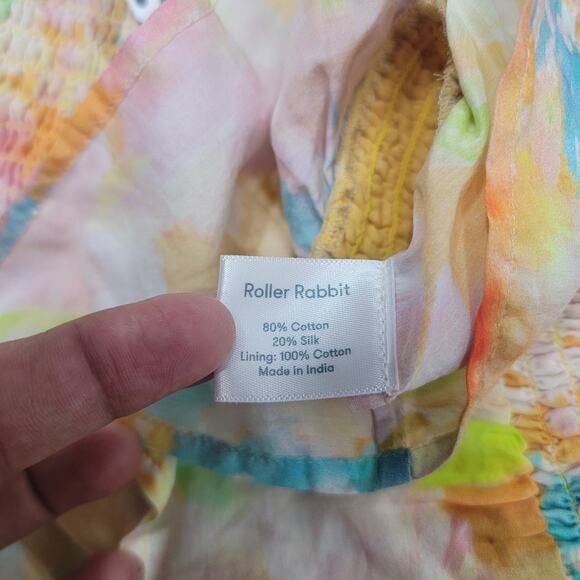 Roller Rabbit
80% Cotton
20% Silk
Lining: 100% Cotton
Made in India